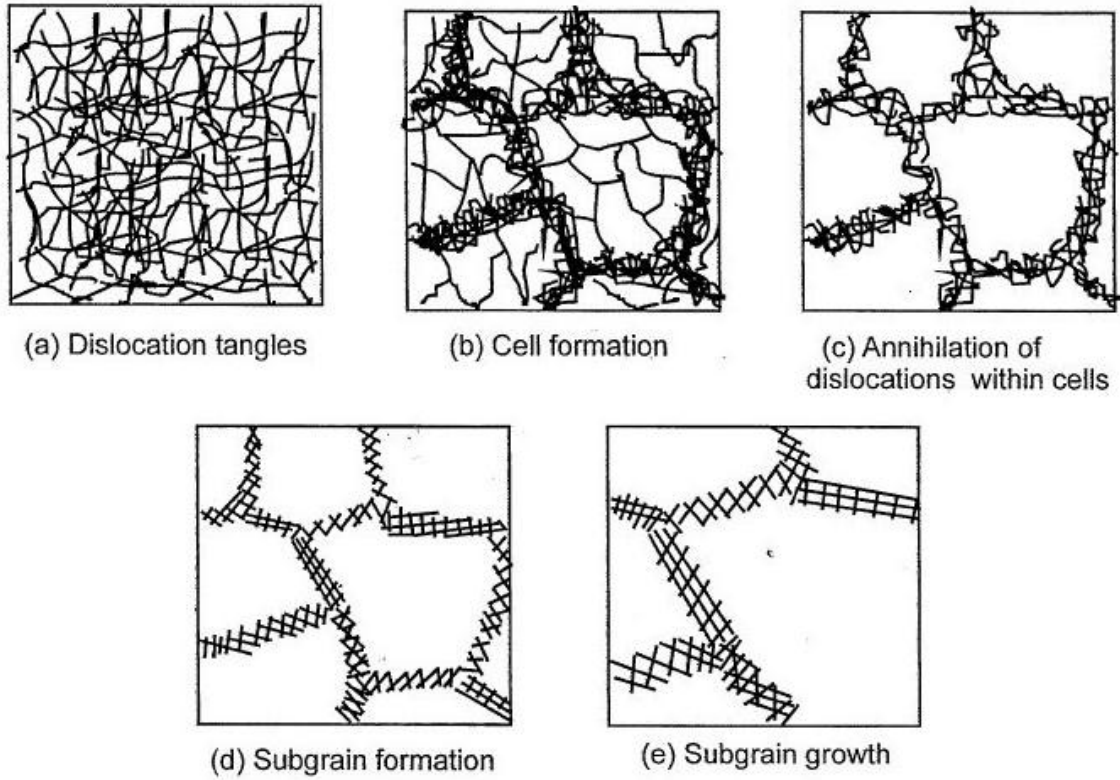 (a) Dislocation tangles
(b) Cell formation
(c) Annihilation of
dislocations within cells
(d) Subgrain formation
(e) Subgrain growth